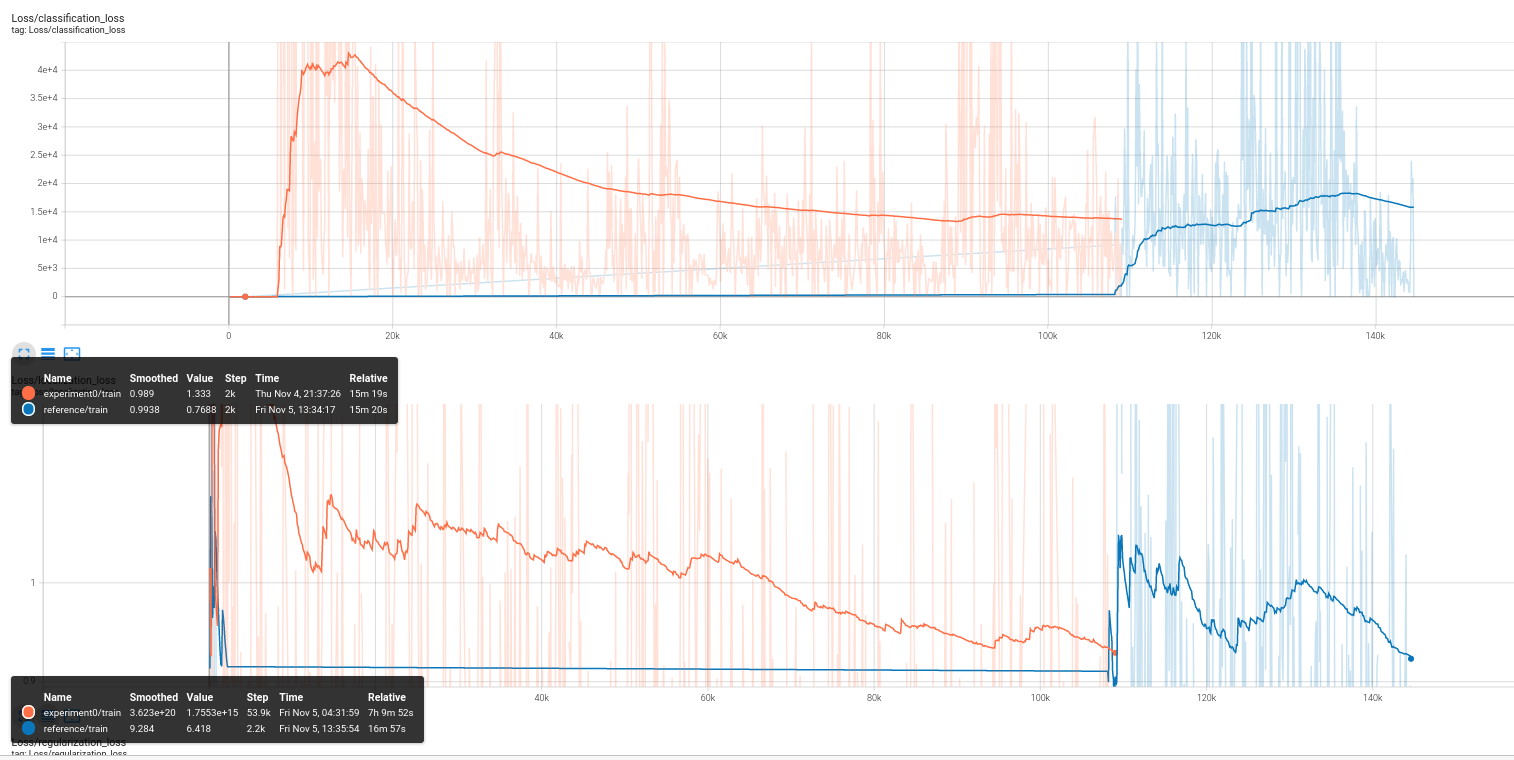 Loss/classification_loss
tag: Loss/classification_loss
4e+4
3.5e+4
3e+4
2.5e+4
2e+4
1.5e+4
1e+4
5e+3
0
0 20k 40k 60k 80k 100k 120k 140k
Name Smoothed Value Step Time Relative
experiment0/train 0.989 1.333 2k Thu Nov 4, 21:37:26 15m 19s
reference/train 0.9938 0.7688 2k Fri Nov 5, 13:34:17 15m 20s
1
0.9
40k 60k 80k 100k 120k 140k
Name Smoothed Value Step Time Relative
experiment0/train 3.623e+20 1.7553e+15 53.9k Fri Nov 5, 04:31:59 7h 9m 52s
reference/train 9.284 6.418 2.2k Fri Nov 5, 13:35:54 16m 57s
Loss/regularization_loss
tag: Loss/regularization_loss